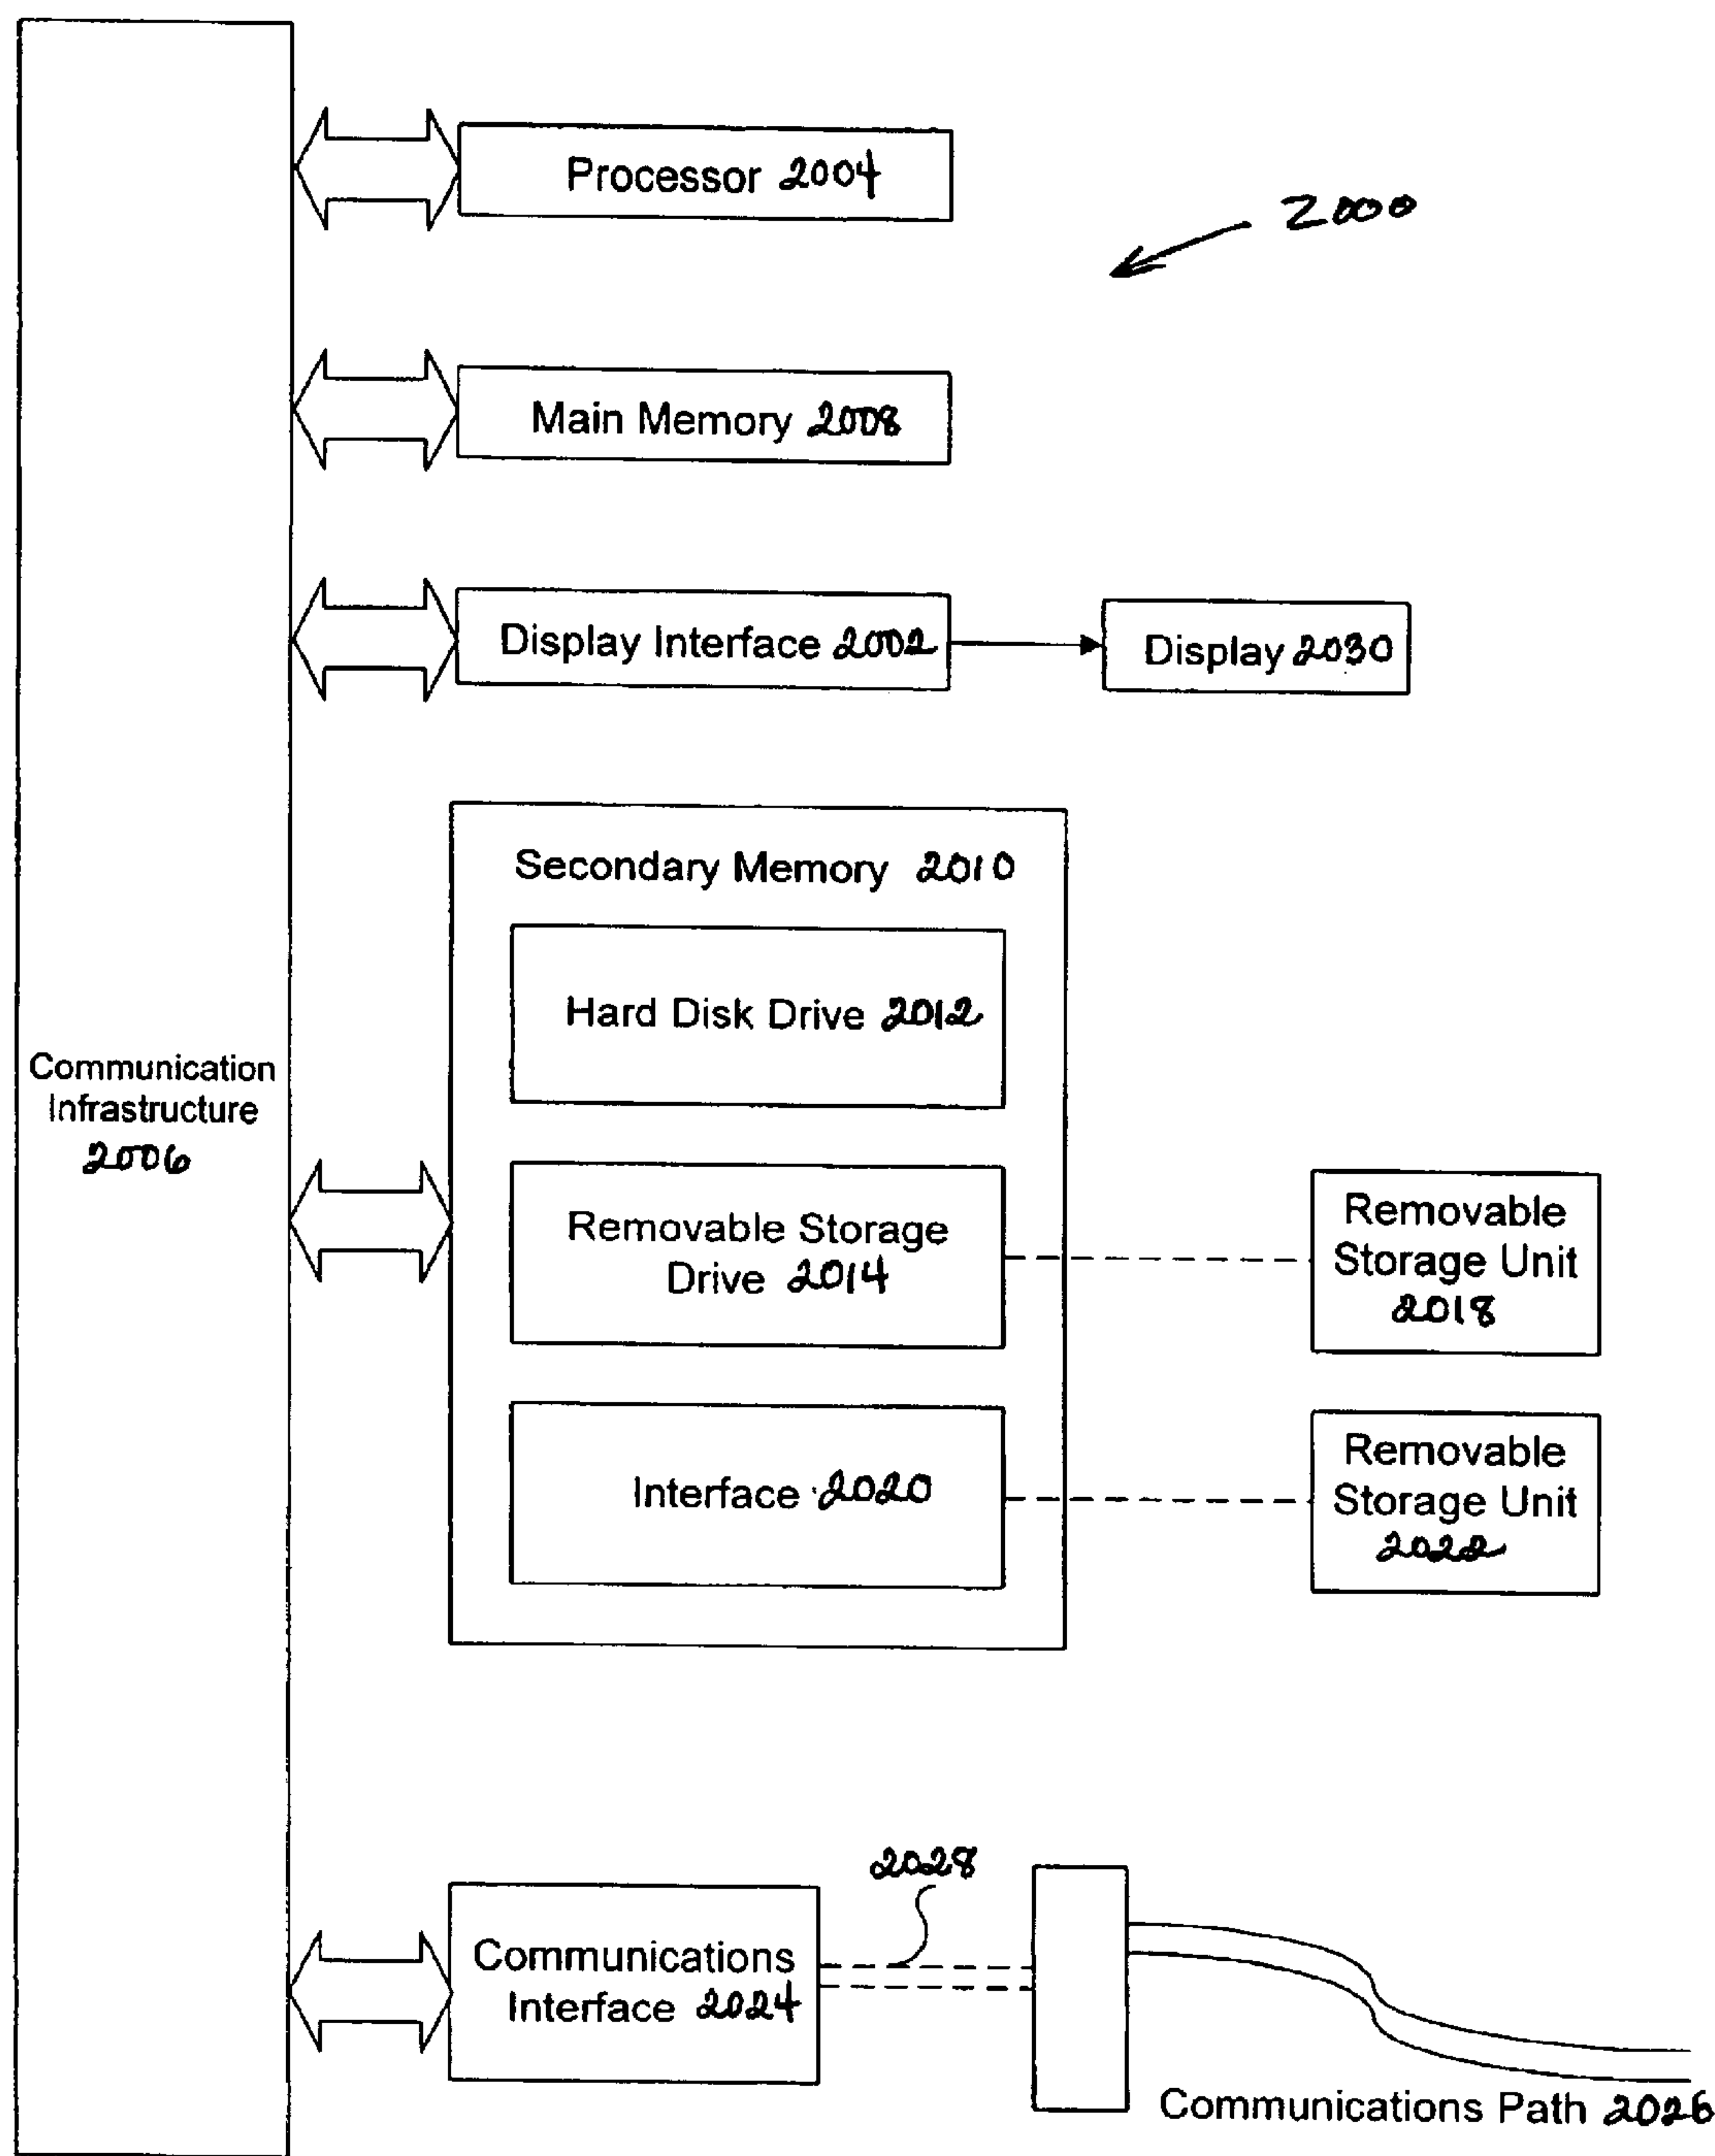 Processor 2004
2000
Main Memory 2008
Display Interface 2002
Display 2030
Secondary Memory 2010
Hard Disk Drive 2012
Communication
Infrastructure
2006
Removable Storage
Drive 2014
Removable
Storage Unit
2018
Interface 2020
Removable
Storage Unit
2022
2028
Communications
Interface 2024
Communications Path 2026